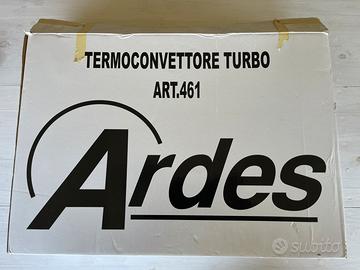 TERMOCONVETTORE TURBO
ART.461
Ardes
subito